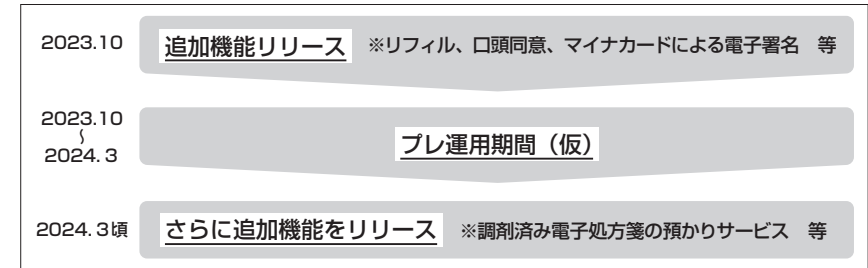 2023.10 追加機能リリース ※リフィル、口頭同意、マイナカードによる電子署名 等
2023.10
〜
2024.3
プレ運用期間（仮）
2024.3頃 さらに追加機能をリリース ※調剤済み電子処方箋の預かりサービス 等